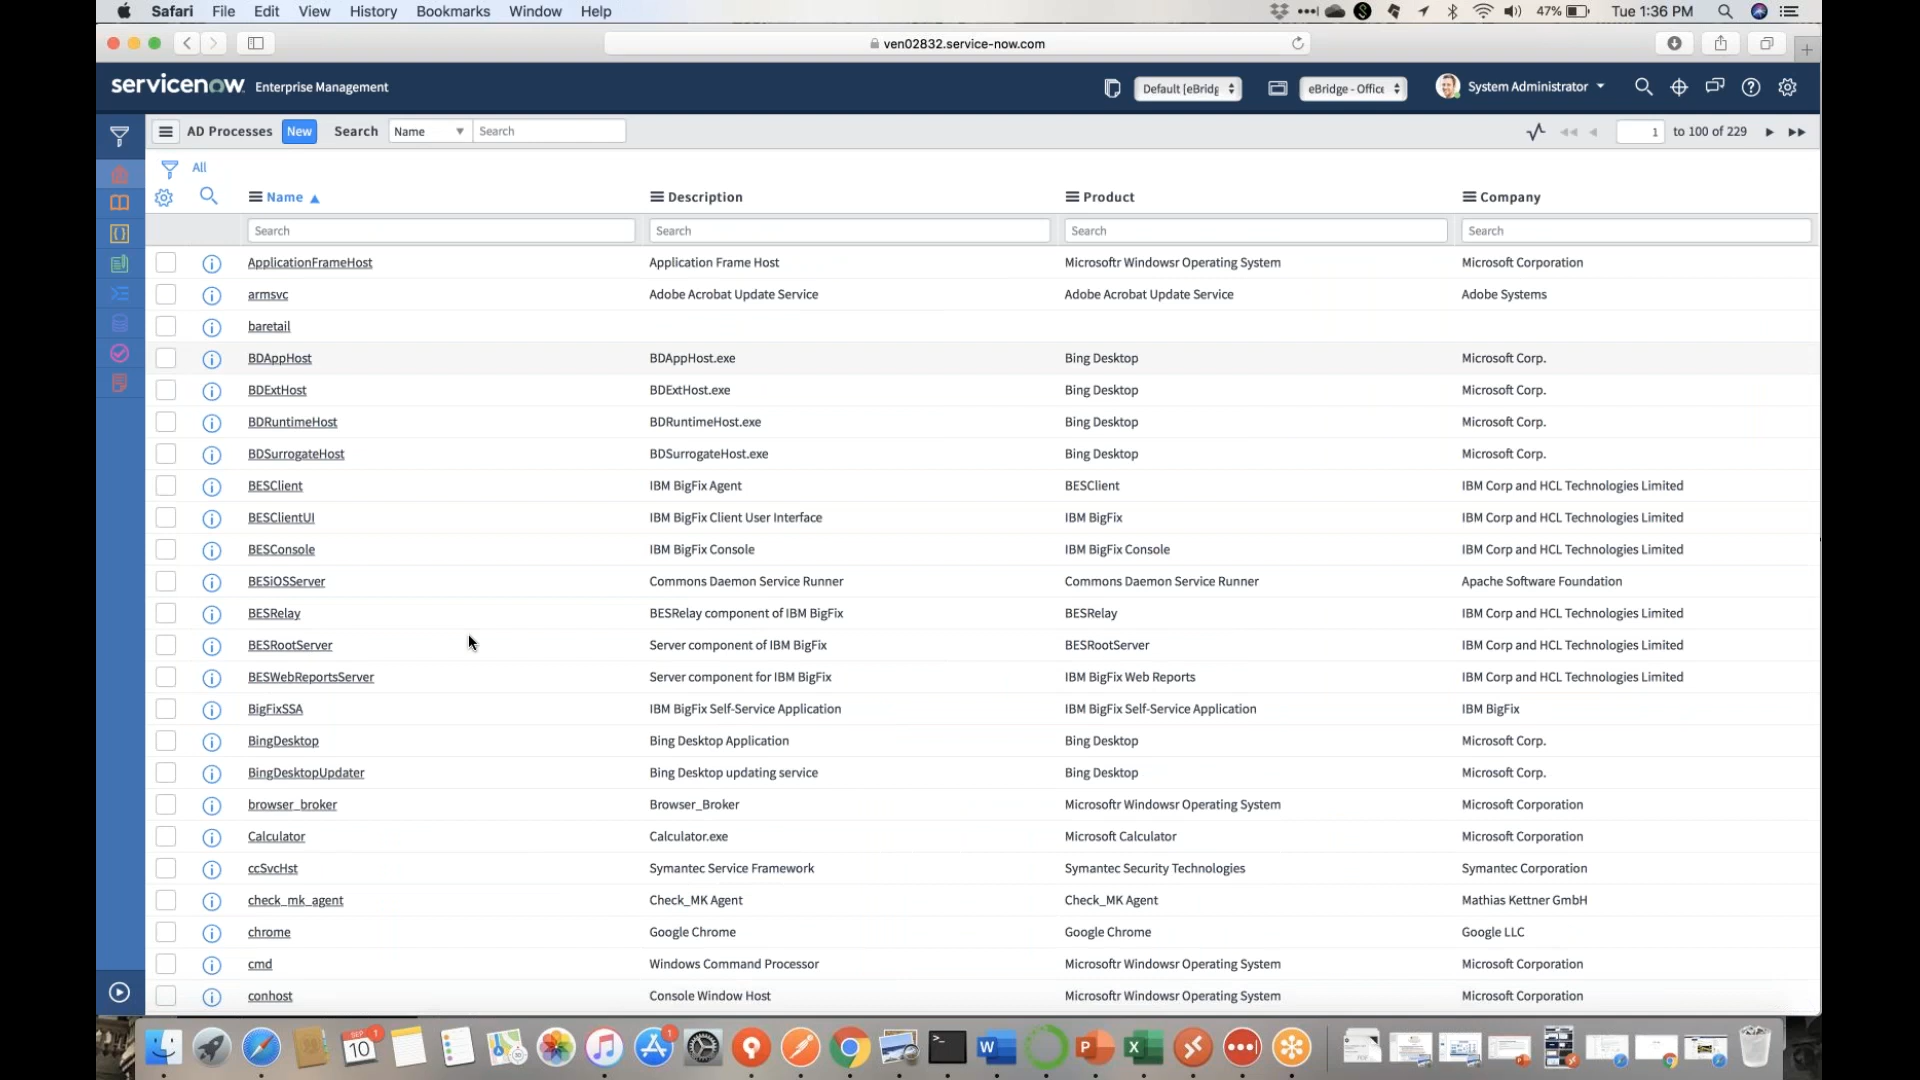 Safari File Edit View History Bookmarks Window Help 47% Tue 1:36 PM
ven02832.service-now.com
servicenow Enterprise Management Default [eBridg eBridge - Office System Administrator
AD Processes New Search Name Search 1 to 100 of 229
All
Name Description Product Company
Search Search Search Search
ApplicationFrameHost Application Frame Host Microsoftr Windowsr Operating System Microsoft Corporation
armsvc Adobe Acrobat Update Service Adobe Acrobat Update Service Adobe Systems
baretail
BDAppHost BDAppHost.exe Bing Desktop Microsoft Corp.
BDExtHost BDExtHost.exe Bing Desktop Microsoft Corp.
BDRuntimeHost BDRuntimeHost.exe Bing Desktop Microsoft Corp.
BDSurrogateHost BDSurrogateHost.exe Bing Desktop Microsoft Corp.
BESClient IBM BigFix Agent BESClient IBM Corp and HCL Technologies Limited
BESClientUI IBM BigFix Client User Interface IBM BigFix IBM Corp and HCL Technologies Limited
BESConsole IBM BigFix Console IBM BigFix Console IBM Corp and HCL Technologies Limited
BESiOSServer Commons Daemon Service Runner Commons Daemon Service Runner Apache Software Foundation
BESRelay BESRelay component of IBM BigFix BESRelay IBM Corp and HCL Technologies Limited
BESRootServer Server component of IBM BigFix BESRootServer IBM Corp and HCL Technologies Limited
BESWebReportsServer Server component for IBM BigFix IBM BigFix Web Reports IBM Corp and HCL Technologies Limited
BigFixSSA IBM BigFix Self-Service Application IBM BigFix Self-Service Application IBM BigFix
BingDesktop Bing Desktop Application Bing Desktop Microsoft Corp.
BingDesktopUpdater Bing Desktop updating service Bing Desktop Microsoft Corp.
browser_broker Browser_Broker Microsoftr Windowsr Operating System Microsoft Corporation
Calculator Calculator.exe Microsoft Calculator Microsoft Corporation
ccSvcHst Symantec Service Framework Symantec Security Technologies Symantec Corporation
check_mk_agent Check_MK Agent Check_MK Agent Mathias Kettner GmbH
chrome Google Chrome Google Chrome Google LLC
cmd Windows Command Processor Microsoftr Windowsr Operating System Microsoft Corporation
conhost Console Window Host Microsoftr Windowsr Operating System Microsoft Corporation
SEP 10 1 1 W P X